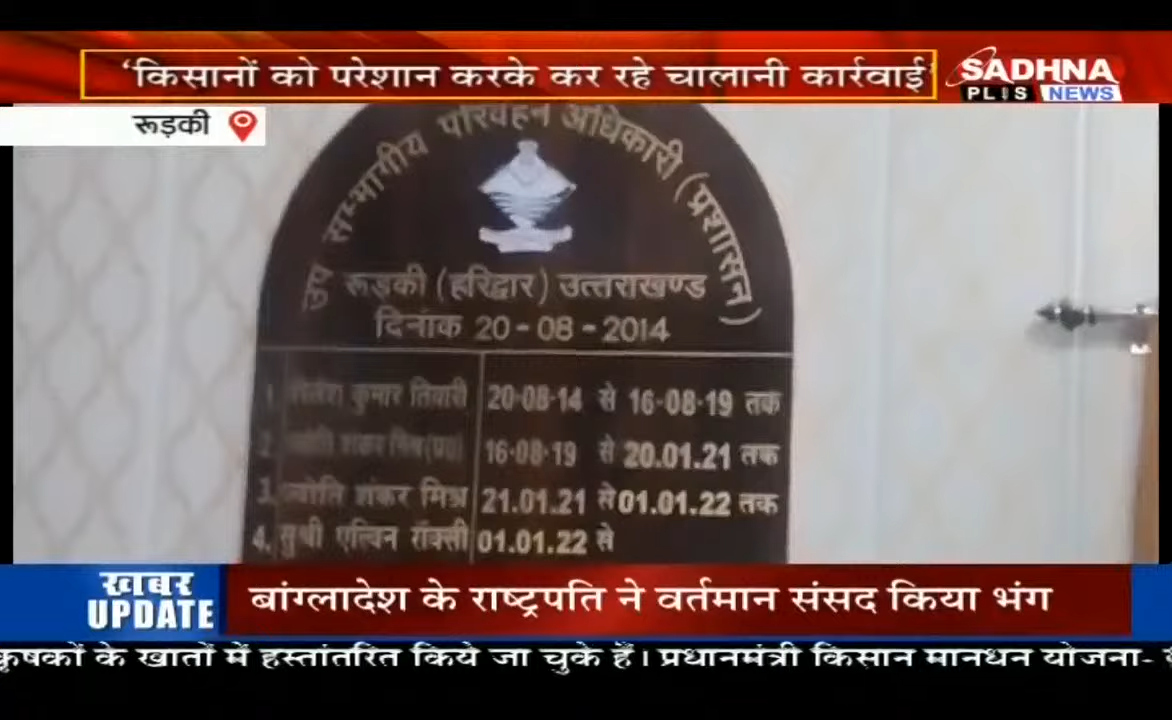 ‘किसानों को परेशान करके कर रहे चालानी कार्रवाई’
SADHNA
PLUS NEWS
रूड़की
उप सम्भागीय परिवहन अधिकारी (प्रशासन)
रूड़की (हरिद्वार) उत्तराखण्ड
दिनांक 20-08-2014
1. कुमार तिवारी 20-08-14 से 16-08-19 तक
2. ज्योति शंकर मिश्र 16-08-19 से 20.01.21 तक
3. ज्योति शंकर मिश्र 21.01.21 से 01.01.22 तक
4. सुश्री एल्विन रॉक्सी 01.01.22 से
खबर
UPDATE
बांग्लादेश के राष्ट्रपति ने वर्तमान संसद किया भंग
कृषकों के खातों में हस्तांतरित किये जा चुके हैं। प्रधानमंत्री किसान मानधन योजना-